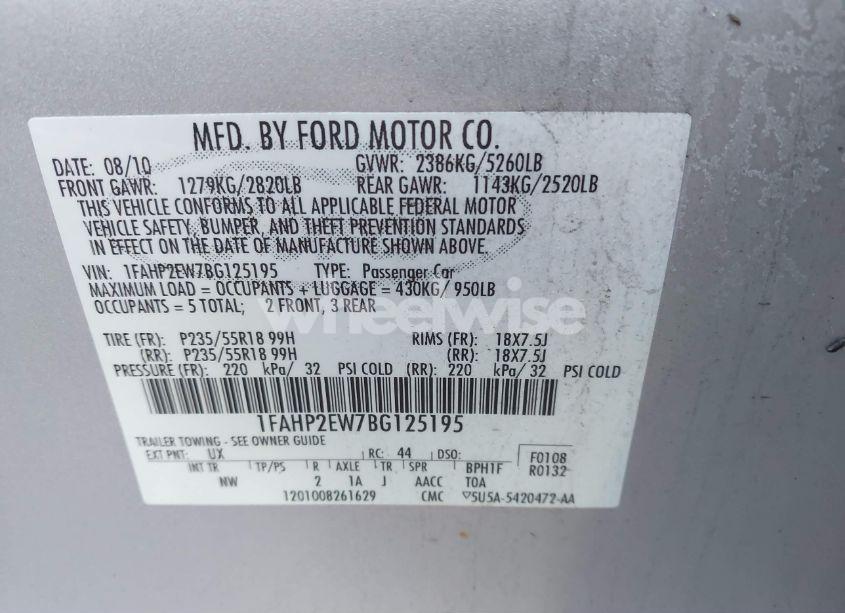 MFD. BY FORD MOTOR CO.
DATE: 08/10 GVWR: 2386KG/5260LB
FRONT GAWR: 1279KG/2820LB REAR GAWR: 1143KG/2520LB
THIS VEHICLE CONFORMS TO ALL APPLICABLE FEDERAL MOTOR
VEHICLE SAFETY, BUMPER, AND THEFT PREVENTION STANDARDS
IN EFFECT ON THE DATE OF MANUFACTURE SHOWN ABOVE.
VIN: 1FAHP2EW7BG125195 TYPE: Passenger Car
MAXIMUM LOAD = OCCUPANTS + LUGGAGE = 430KG/ 950LB
OCCUPANTS = 5 TOTAL; 2 FRONT, 3 REAR
wheelwise
TIRE (FR): P235/55R18 99H RIMS (FR): 18X7.5J
(RR): P235/55R18 99H (RR): 18X7.5J
PRESSURE (FR): 220 kPa/ 32 PSI COLD (RR): 220 kPa/ 32 PSI COLD
1FAHP2EW7BG125195
TRAILER TOWING - SEE OWNER GUIDE
EXT PNT: UX RC: 44 DSO: F0108
R0132
INT TR TP/PS R AXLE TR SPR BPH1F
NW 2 1A J AACC TOA
1201008261629 CMC 5U5A-5420472-AA